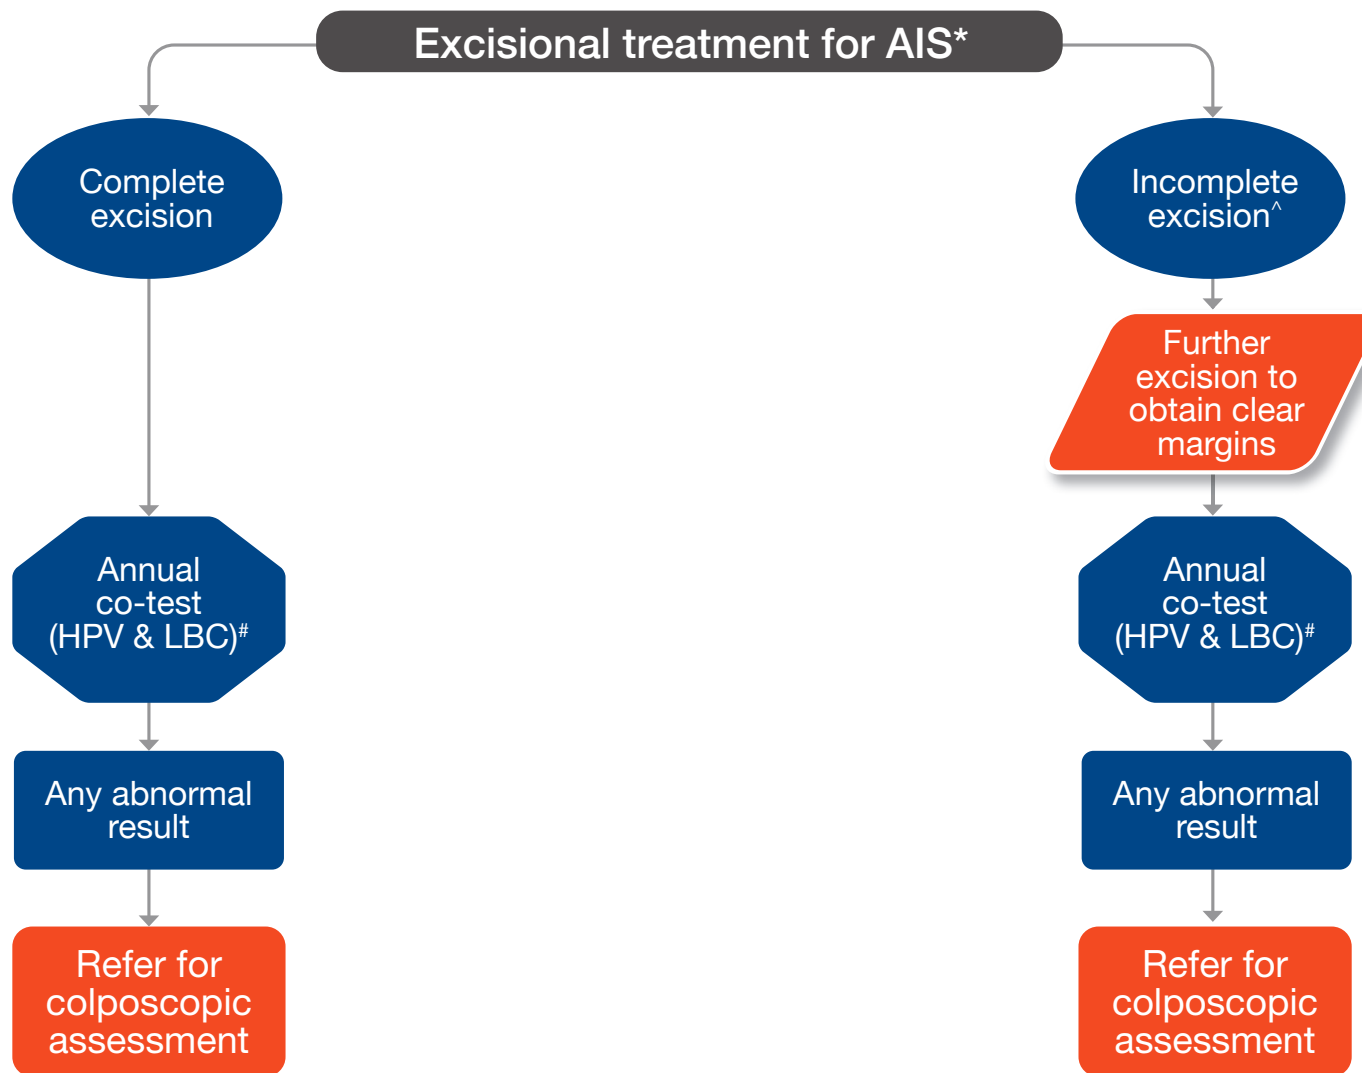 Excisional treatment for AIS*
Complete
excision
Incomplete
excision^
Further
excision to
obtain clear
margins
Annual
co-test
(HPV & LBC)#
Annual
co-test
(HPV & LBC)#
Any abnormal
result
Any abnormal
result
Refer for
colposcopic
assessment
Refer for
colposcopic
assessment